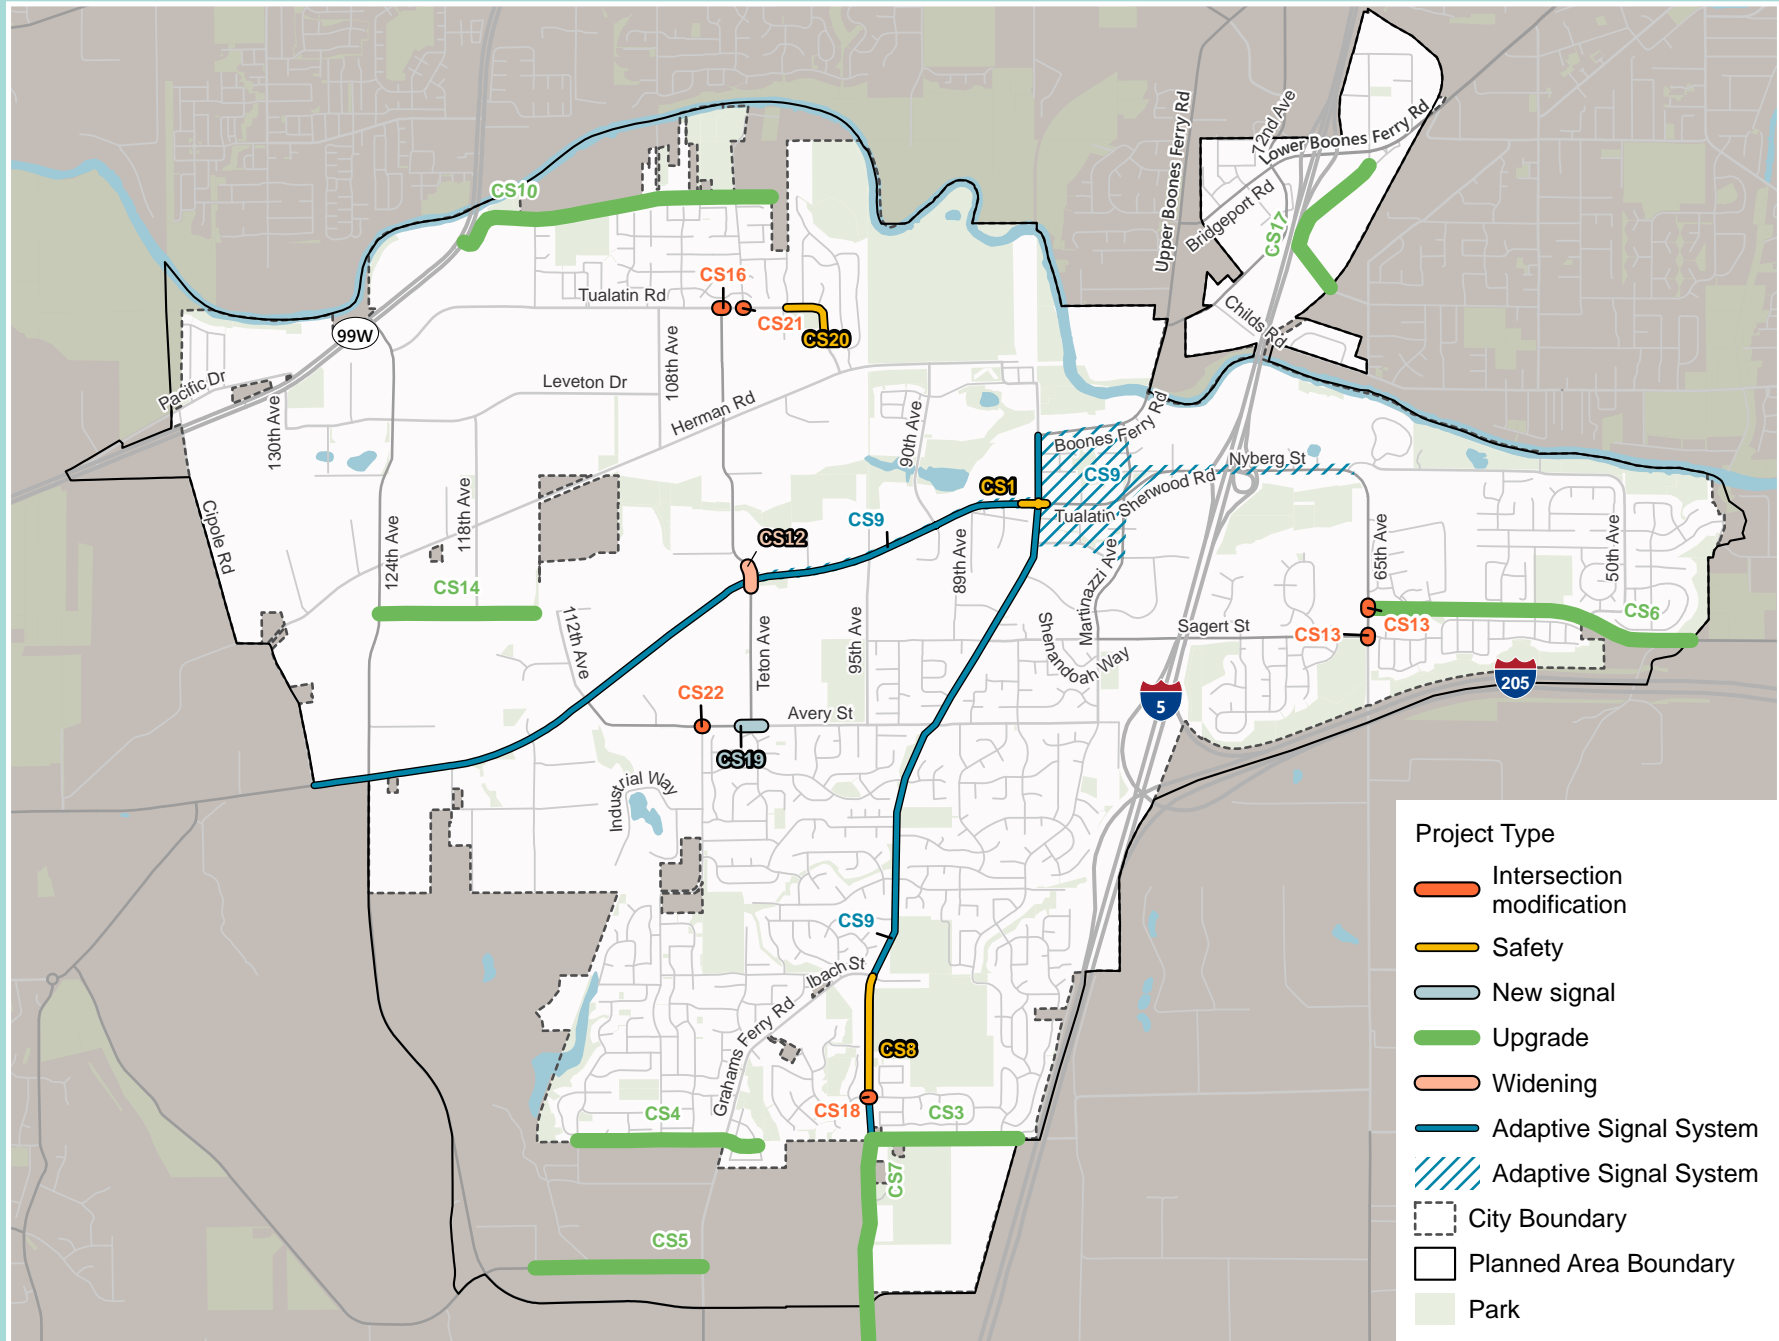 CS10
Upper Boones Ferry Rd
72nd Ave
Lower Boones Ferry Rd
Bridgeport Rd
CS17
Childs Rd
CS16
Tualatin Rd
CS21
CS20
99W
108th Ave
Pacific Dr
Leveton Dr
130th Ave
Herman Rd
90th Ave
Boones Ferry Rd
Nyberg St
CS9
Tualatin Sherwood Rd
CS1
CS9
Cipole Rd
124th Ave
118th Ave
CS12
89th Ave
Martinazzi Ave
65th Ave
50th Ave
CS14
112th Ave
Teton Ave
95th Ave
Shenandoah Way
Sagert St
CS13
CS13
CS6
CS22
Avery St
5
205
CS19
Industrial Way
CS9
Ibach St
Grahams Ferry Rd
CS8
CS18
CS4
CS3
CS7
CS5
Project Type
Intersection
modification
Safety
New signal
Upgrade
Widening
Adaptive Signal System
Adaptive Signal System
City Boundary
Planned Area Boundary
Park